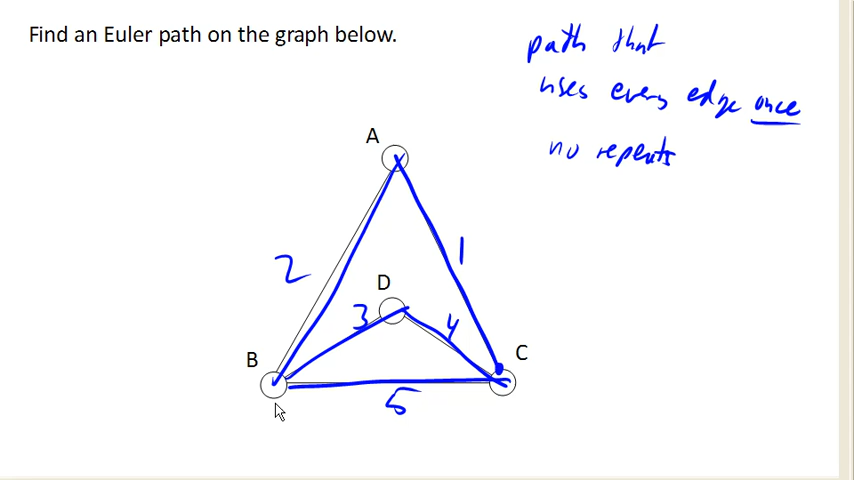 Find an Euler path on the graph below.
path that
uses every edge once
no repeats
A
1
2
D
3
4
B
C
5